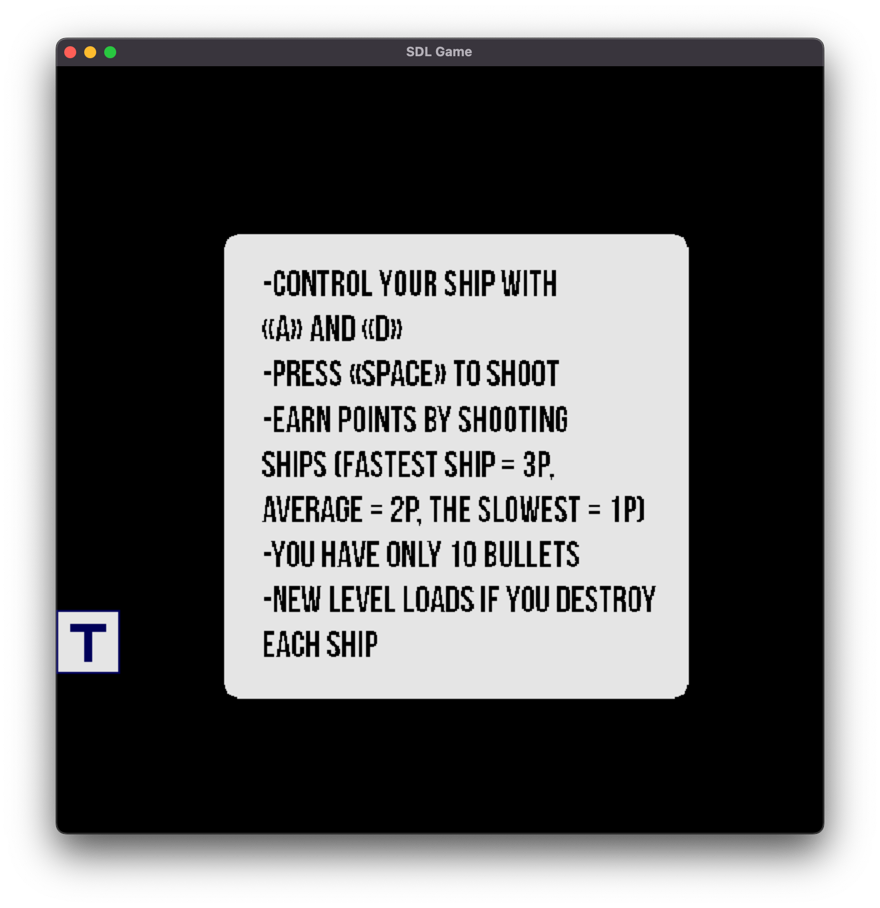 SDL Game
-CONTROL YOUR SHIP WITH
«A» AND «D»
-PRESS «SPACE» TO SHOOT
-EARN POINTS BY SHOOTING
SHIPS (FASTEST SHIP = 3P,
AVERAGE = 2P, THE SLOWEST = 1P)
-YOU HAVE ONLY 10 BULLETS
-NEW LEVEL LOADS IF YOU DESTROY
EACH SHIP
T